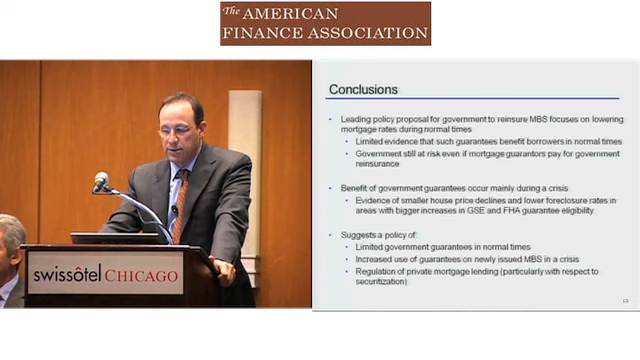 The AMERICAN
FINANCE ASSOCIATION
Conclusions
• Leading policy proposal for government to reinsure MBS focuses on lowering
mortgage rates during normal times
• Limited evidence that such guarantees benefit borrowers in normal times
• Government still at risk even if mortgage guarantors pay for government
reinsurance
• Benefit of government guarantees occur mainly during a crisis
• Evidence of smaller house price declines and lower foreclosure rates in
areas with bigger increases in GSE and FHA guarantee eligibility
• Suggests a policy of:
• Limited government guarantees in normal times
• Increased use of guarantees on newly issued MBS in a crisis
• Regulation of private mortgage lending (particularly with respect to
securitization)
swissôtel CHICAGO